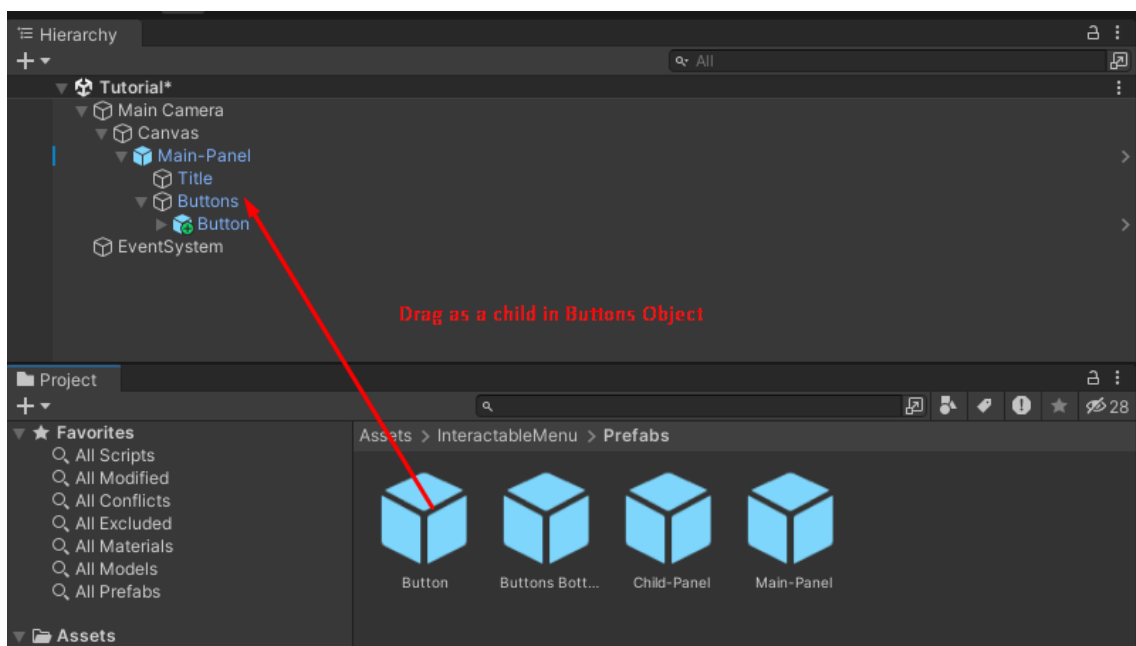 Hierarchy
All
Tutorial*
Main Camera
Canvas
Main-Panel
Title
Buttons
Button
EventSystem
Drag as a child in Buttons Object
Project
28
Favorites
All Scripts
All Modified
All Conflicts
All Excluded
All Materials
All Models
All Prefabs
Assets
Assets > InteractableMenu > Prefabs
Button
Buttons Bott...
Child-Panel
Main-Panel